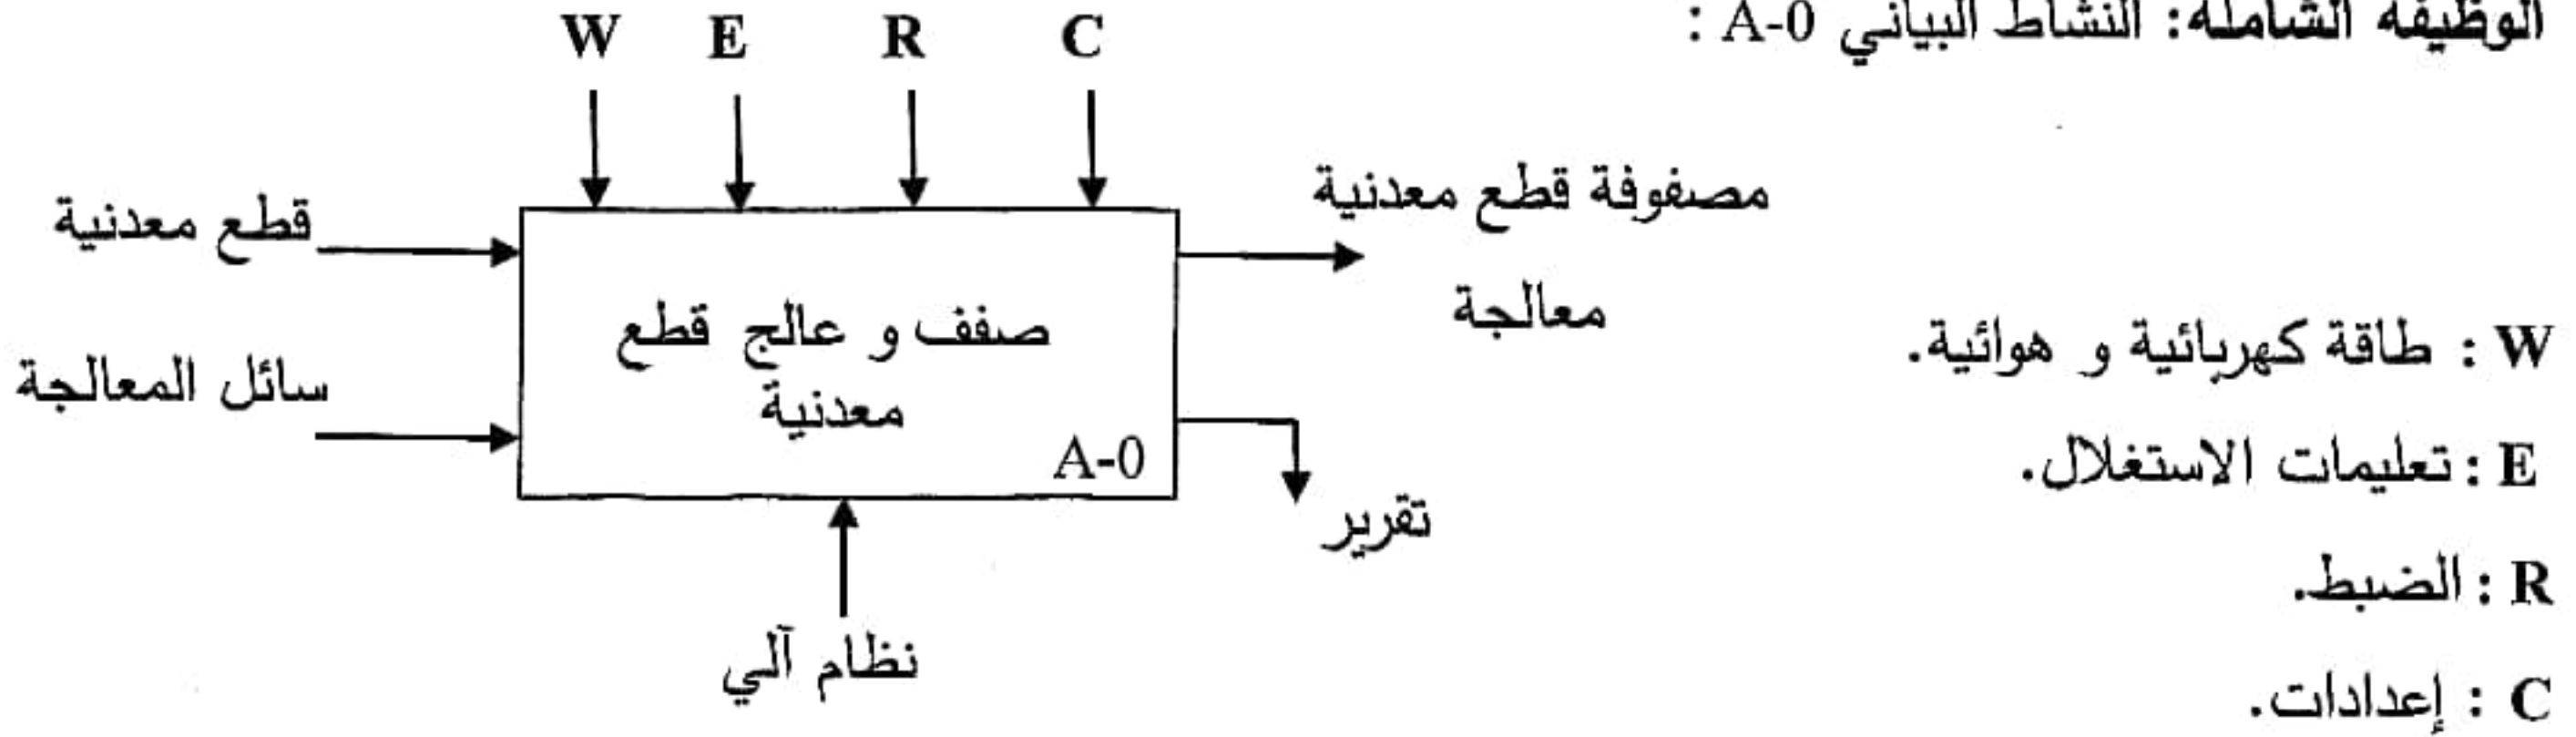 الوظيفة الشاملة: النشاط البياني A-0 :
W E R C
قطع معدنية
سائل المعالجة
صفف و عالج قطع
معدنية
A-0
مصفوفة قطع معدنية
معالجة
تقرير
نظام آلي
W : طاقة كهربائية و هوائية.
E : تعليمات الاستغلال.
R : الضبط.
C : إعدادات.